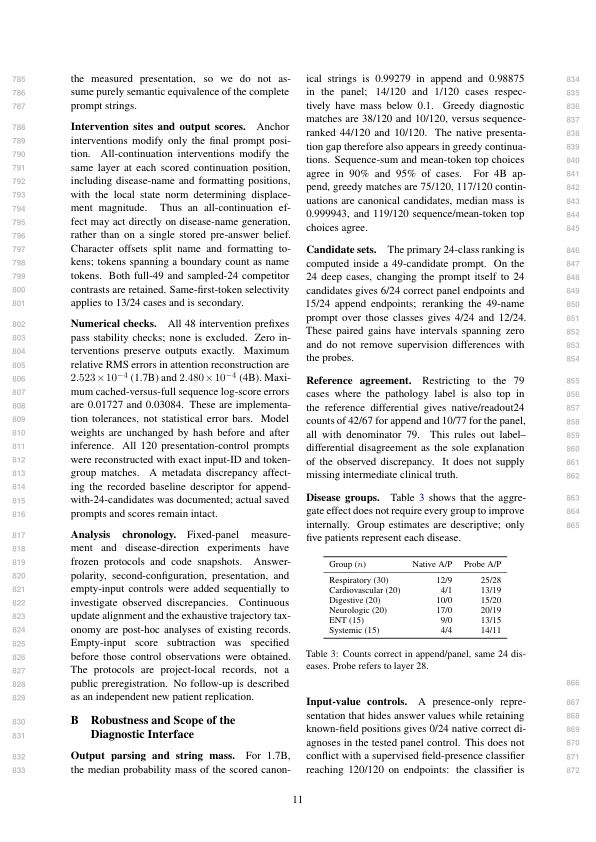 785 the measured presentation, so we do not as-
786 sume purely semantic equivalence of the complete
787 prompt strings.
788 Intervention sites and output scores. Anchor
789 interventions modify only the final prompt posi-
790 tion. All-continuation interventions modify the
791 same layer at each scored continuation position,
792 including disease-name and formatting positions,
793 with the local state norm determining displace-
794 ment magnitude. Thus an all-continuation ef-
795 fect may act directly on disease-name generation,
796 rather than on a single stored pre-answer belief.
797 Character offsets split name and formatting to-
798 kens; tokens spanning a boundary count as name
799 tokens. Both full-49 and sampled-24 competitor
800 contrasts are retained. Same-first-token selectivity
801 applies to 13/24 cases and is secondary.
802 Numerical checks. All 48 intervention prefixes
803 pass stability checks; none is excluded. Zero in-
804 terventions preserve outputs exactly. Maximum
805 relative RMS errors in attention reconstruction are
806 2.523×10⁻⁴ (1.7B) and 2.480×10⁻⁴ (4B). Maxi-
807 mum cached-versus-full sequence log-score errors
808 are 0.01727 and 0.03084. These are implementa-
809 tion tolerances, not statistical error bars. Model
810 weights are unchanged by hash before and after
811 inference. All 120 presentation-control prompts
812 were reconstructed with exact input-ID and token-
813 group matches. A metadata discrepancy affect-
814 ing the recorded baseline descriptor for append-
815 with-24-candidates was documented; actual saved
816 prompts and scores remain intact.
817 Analysis chronology. Fixed-panel measure-
818 ment and disease-direction experiments have
819 frozen protocols and code snapshots. Answer-
820 polarity, second-configuration, presentation, and
821 empty-input controls were added sequentially to
822 investigate observed discrepancies. Continuous
823 update alignment and the exhaustive trajectory tax-
824 onomy are post-hoc analyses of existing records.
825 Empty-input score subtraction was specified
826 before those control observations were obtained.
827 The protocols are project-local records, not a
828 public preregistration. No follow-up is described
829 as an independent new patient replication.
830 B Robustness and Scope of the
831 Diagnostic Interface
832 Output parsing and string mass. For 1.7B,
833 the median probability mass of the scored canon-
834 ical strings is 0.99279 in append and 0.98875
835 in the panel; 14/120 and 1/120 cases respec-
836 tively have mass below 0.1. Greedy diagnostic
837 matches are 38/120 and 10/120, versus sequence-
838 ranked 44/120 and 10/120. The native presenta-
839 tion gap therefore also appears in greedy continua-
840 tions. Sequence-sum and mean-token top choices
841 agree in 90% and 95% of cases. For 4B ap-
842 pend, greedy matches are 75/120, 117/120 contin-
843 uations are canonical candidates, median mass is
844 0.999943, and 119/120 sequence/mean-token top
845 choices agree.
846 Candidate sets. The primary 24-class ranking is
847 computed inside a 49-candidate prompt. On the
848 24 deep cases, changing the prompt itself to 24
849 candidates gives 6/24 correct panel endpoints and
850 15/24 append endpoints; reranking the 49-name
851 prompt over those classes gives 4/24 and 12/24.
852 These paired gains have intervals spanning zero
853 and do not remove supervision differences with
854 the probes.
855 Reference agreement. Restricting to the 79
856 cases where the pathology label is also top in
857 the reference differential gives native/readout24
858 counts of 42/67 for append and 10/77 for the panel,
859 all with denominator 79. This rules out label–
860 differential disagreement as the sole explanation
861 of the observed discrepancy. It does not supply
862 missing intermediate clinical truth.
863 Disease groups. Table 3 shows that the aggre-
864 gate effect does not require every group to improve
865 internally. Group estimates are descriptive; only
five patients represent each disease.
Group (n) Native A/P Probe A/P
Respiratory (30) 12/9 25/28
Cardiovascular (20) 4/1 13/19
Digestive (20) 10/0 15/20
Neurologic (20) 17/0 20/19
ENT (15) 9/0 13/15
Systemic (15) 4/4 14/11
Table 3: Counts correct in append/panel, same 24 dis-
eases. Probe refers to layer 28.
866
867 Input-value controls. A presence-only repre-
868 sentation that hides answer values while retaining
869 known-field positions gives 0/24 native correct di-
870 agnoses in the tested panel control. This does not
871 conflict with a supervised field-presence classifier
872 reaching 120/120 on endpoints: the classifier is
11